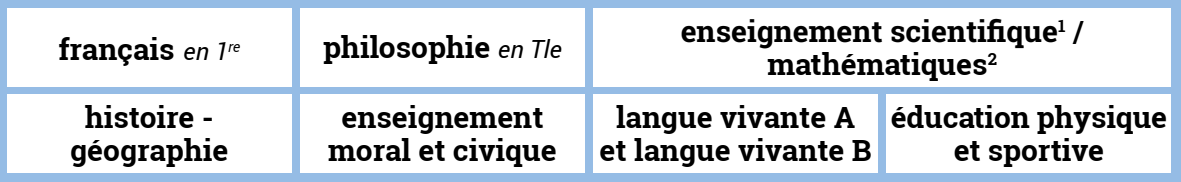 français en 1re
philosophie en Tle
enseignement scientifique1 /
mathématiques2
histoire -
géographie
enseignement
moral et civique
langue vivante A
et langue vivante B
éducation physique
et sportive